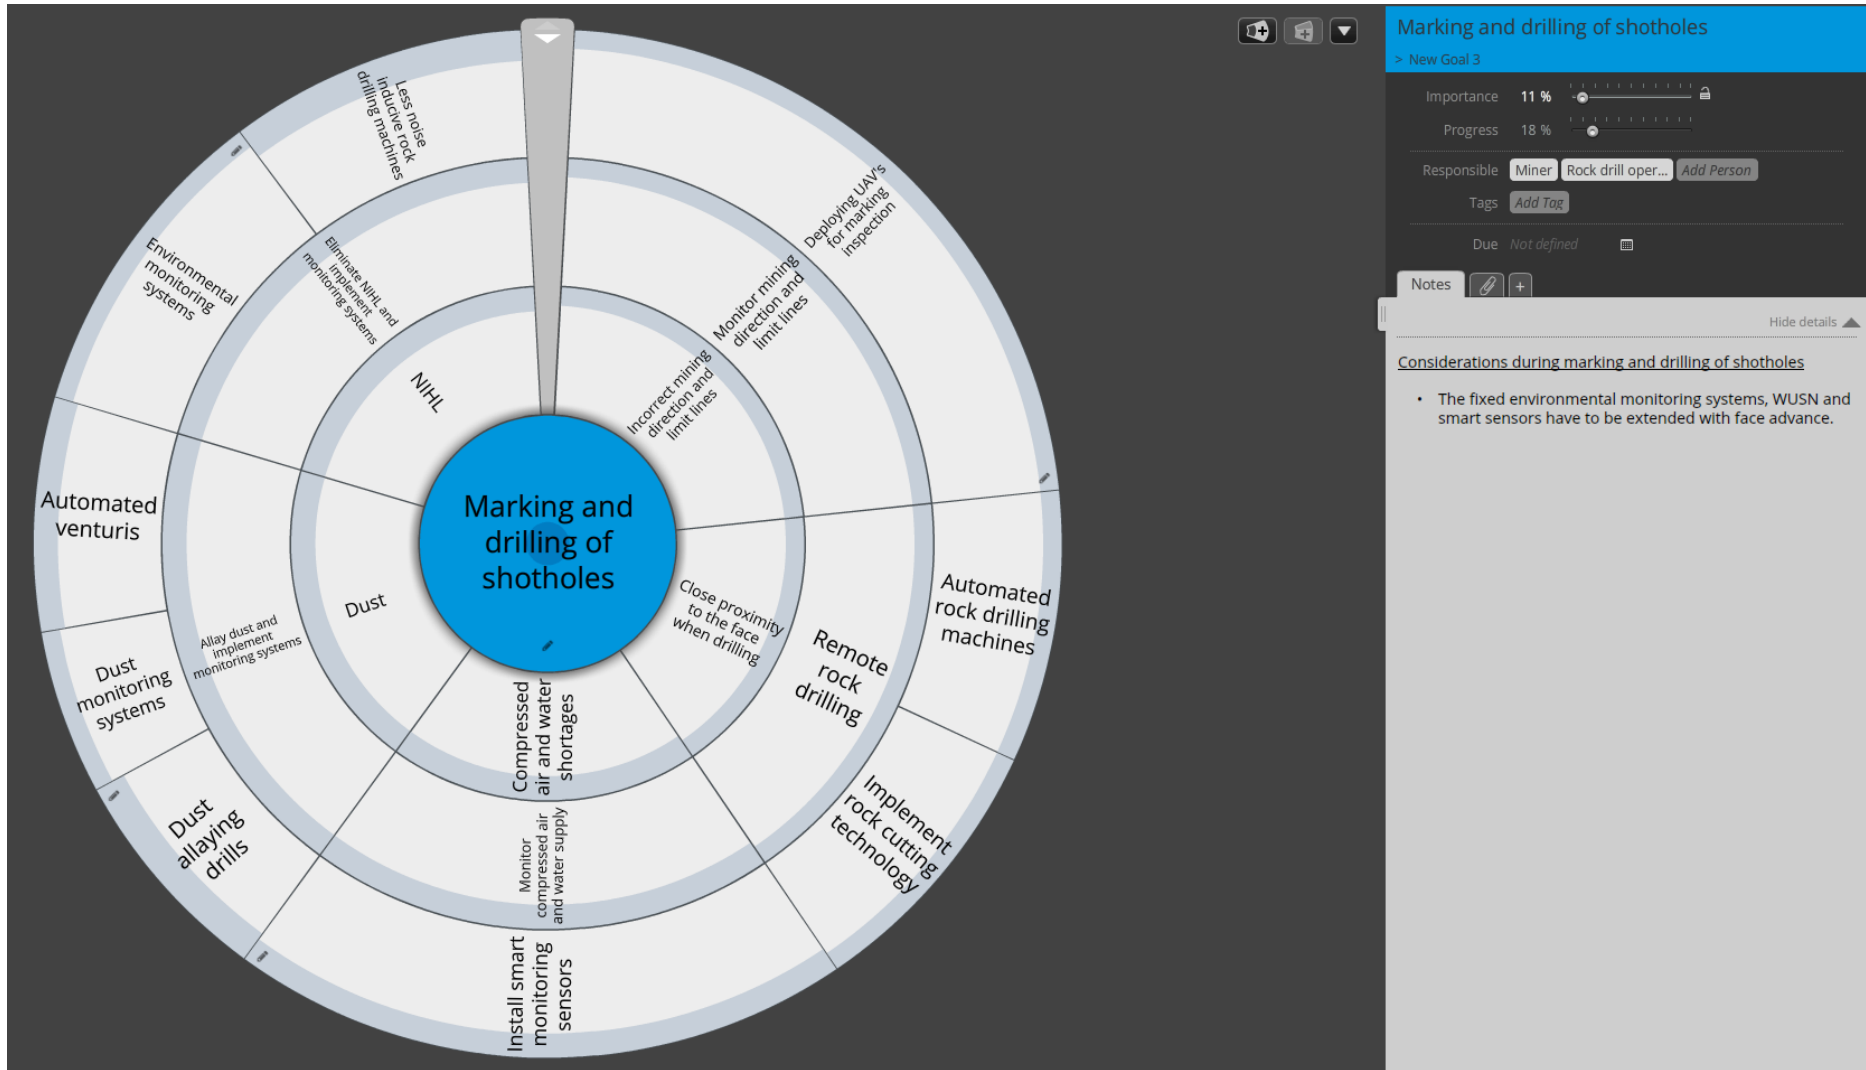 Marking and
drilling of
shotholes
Incorrect mining
direction and
limit lines
Monitor mining
direction and
limit lines
Deploying UAV's
for marking
inspection
Close proximity
to the face
when drilling
Remote
rock
drilling
Automated
rock drilling
machines
Implement
rock cutting
technology
Compressed
air and water
shortages
Monitor
compressed air
and water supply
Install smart
monitoring
sensors
Dust
Allay dust and
implement
monitoring systems
Dust
allaying
drills
Dust
monitoring
systems
Automated
venturis
NIHL
Eliminate NIHL and
implement
monitoring systems
Environmental
monitoring
systems
Less noise
inducive rock
drilling machines
Marking and drilling of shotholes
> New Goal 3
Importance 11 %
Progress 18 %
Responsible Miner Rock drill oper... Add Person
Tags Add Tag
Due Not defined
Notes +
Hide details
Considerations during marking and drilling of shotholes
• The fixed environmental monitoring systems, WUSN and
smart sensors have to be extended with face advance.